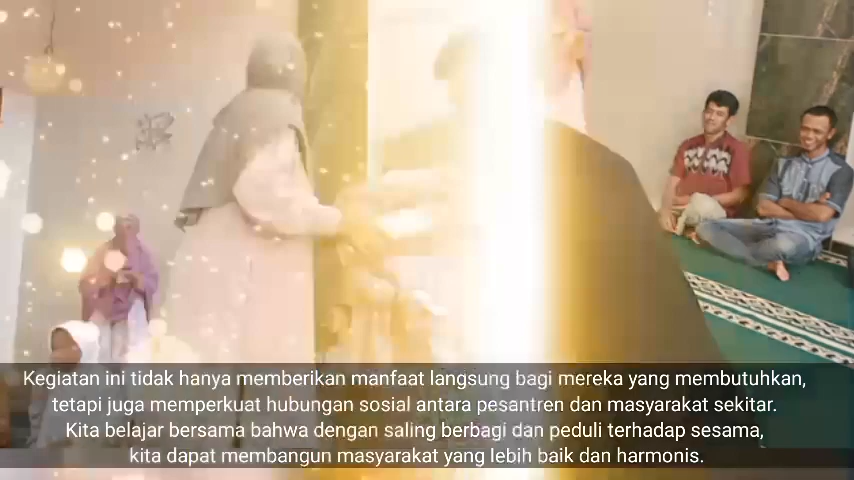 Kegiatan ini tidak hanya memberikan manfaat langsung bagi mereka yang membutuhkan,
tetapi juga memperkuat hubungan sosial antara pesantren dan masyarakat sekitar.
Kita belajar bersama bahwa dengan saling berbagi dan peduli terhadap sesama,
kita dapat membangun masyarakat yang lebih baik dan harmonis.